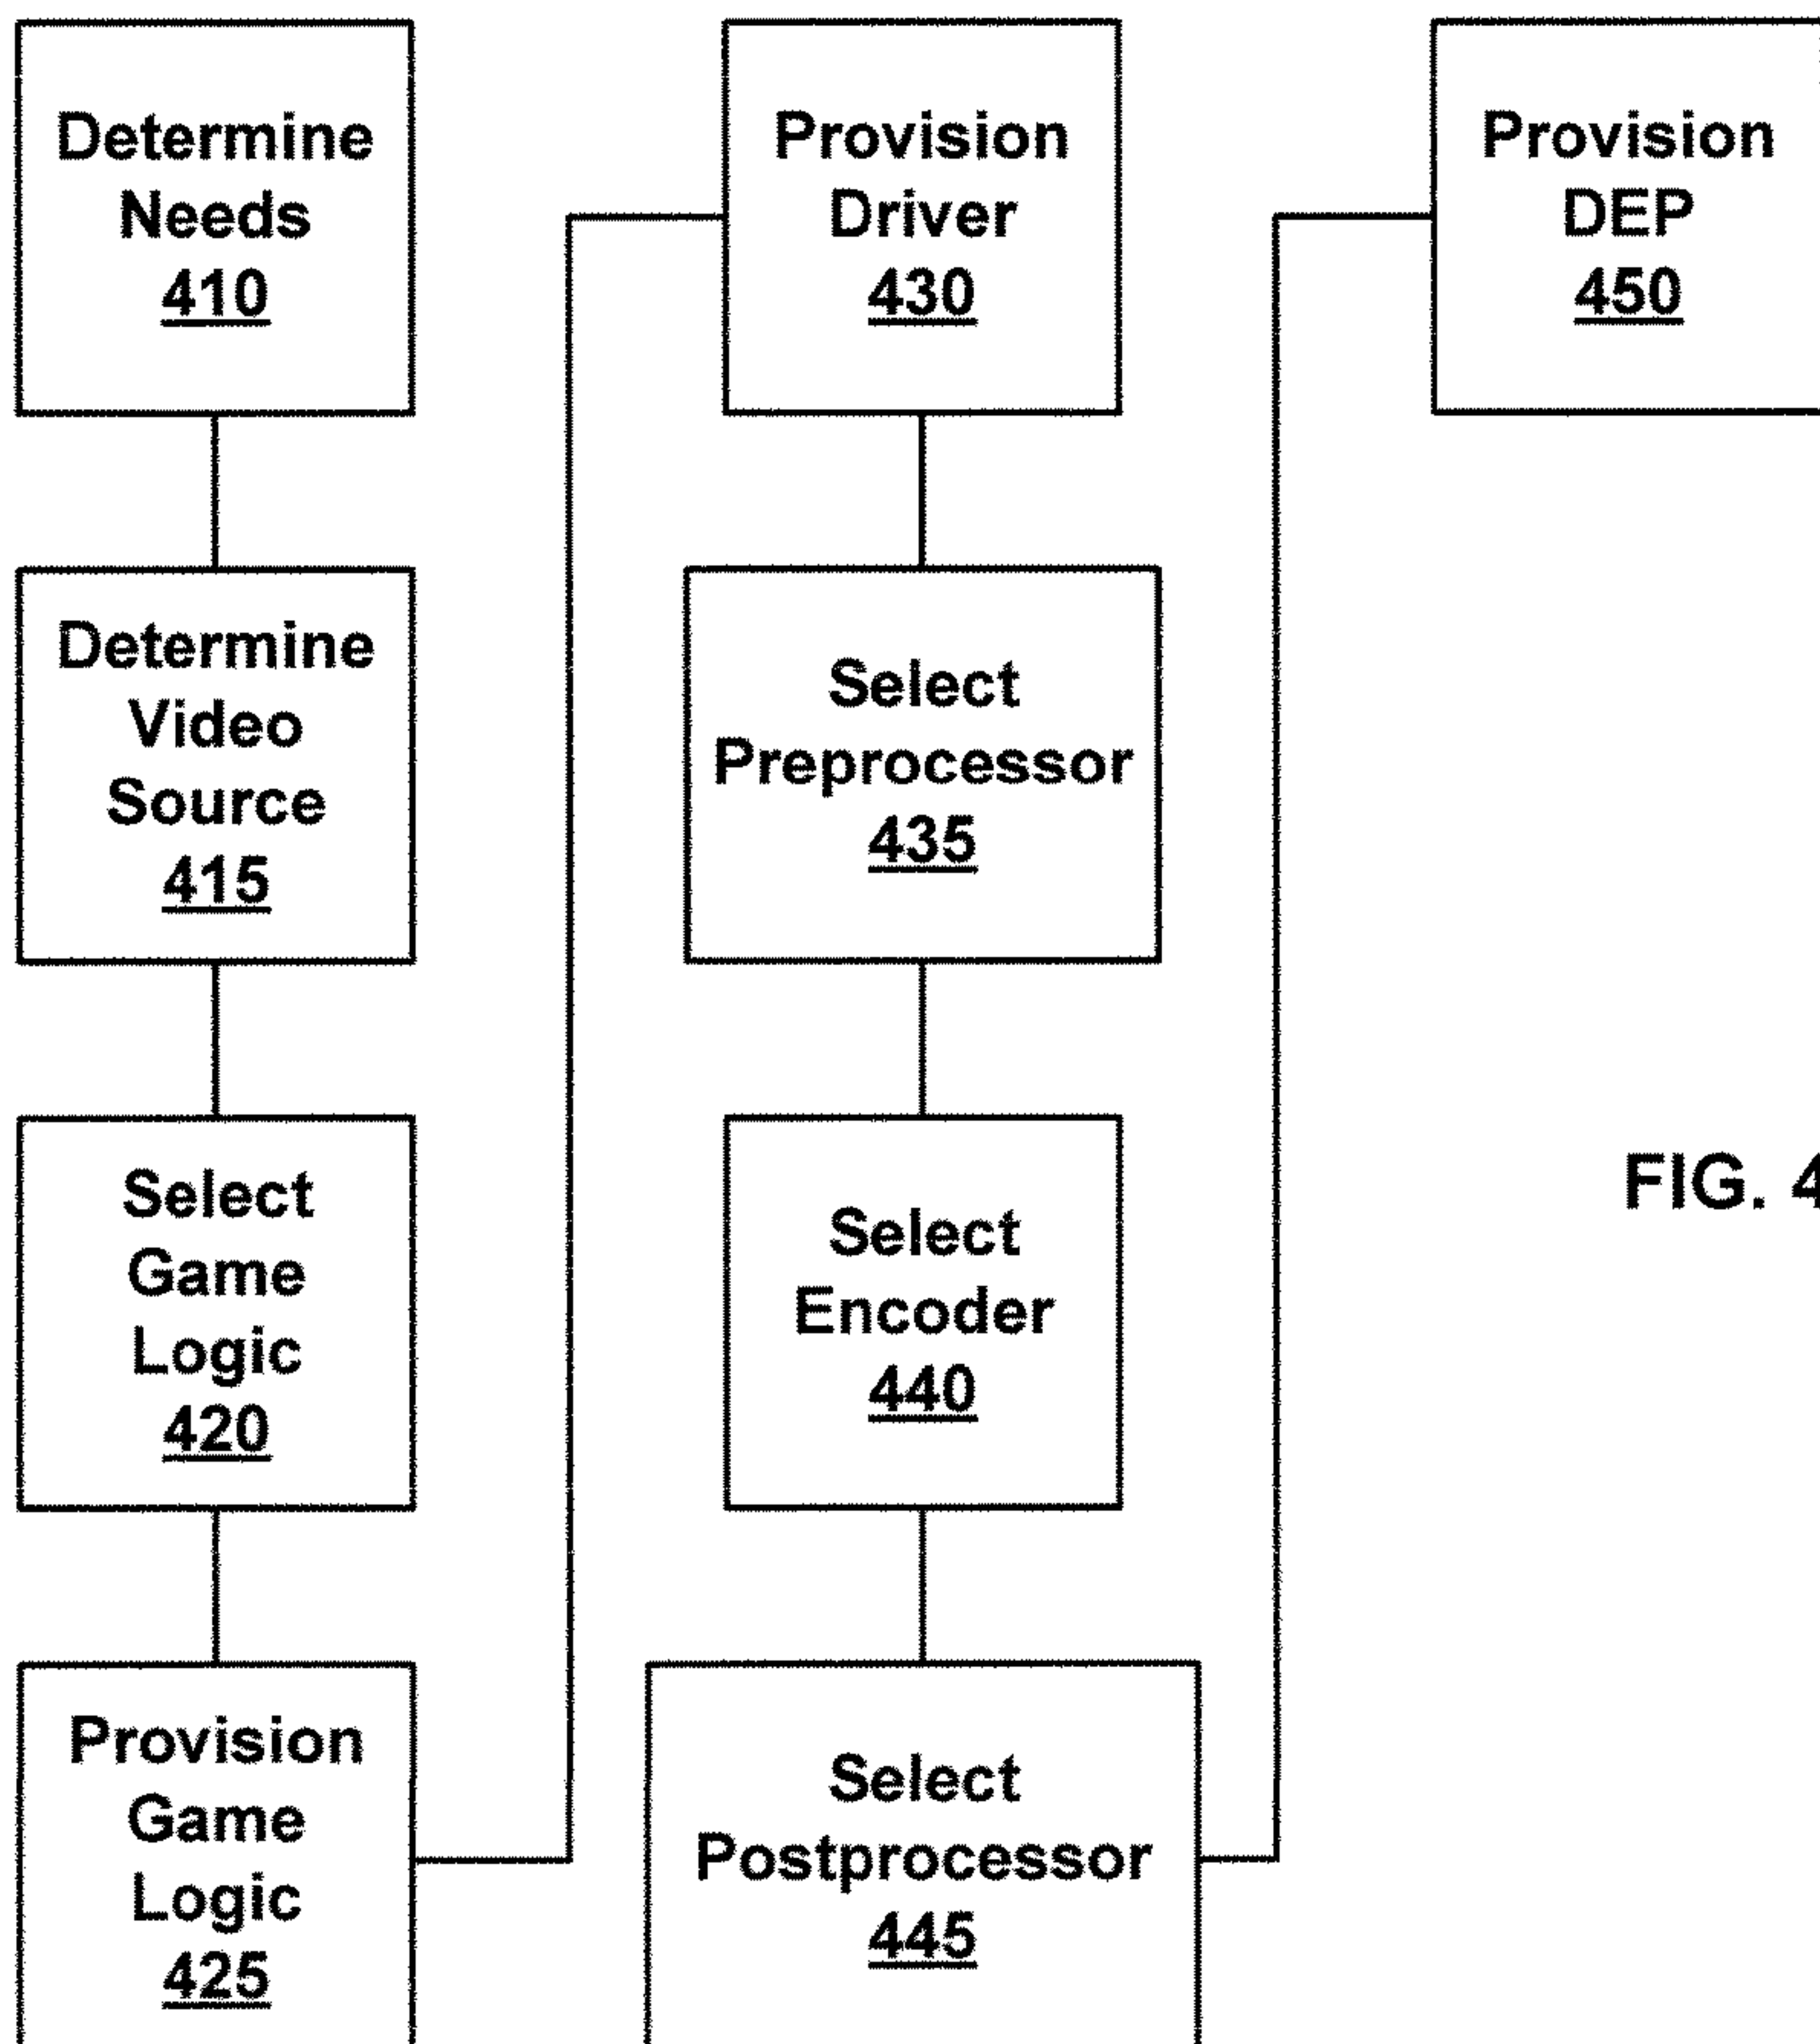 Determine
Needs
410
Determine
Video
Source
415
Select
Game
Logic
420
Provision
Game
Logic
425
Provision
Driver
430
Select
Preprocessor
435
Select
Encoder
440
Select
Postprocessor
445
Provision
DEP
450
FIG. 4